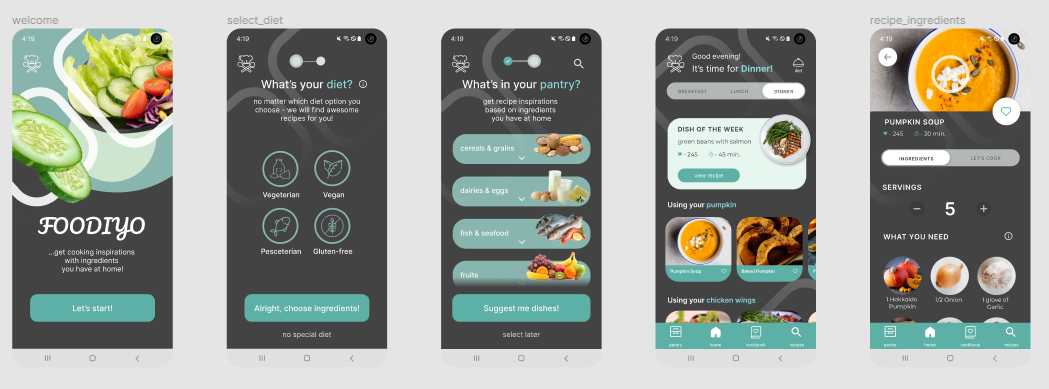 welcome
4:19
FOODIYO
...get cooking inspirations
with ingredients
you have at home!
Let's start!
select_diet
4:19
What's your diet?
no matter which diet option you
choose - we will find awesome
recipes for you!
Vegeterian
Vegan
Pesceterian
Gluten-free
Alright, choose ingredients!
no special diet
4:19
What's in your pantry?
get recipe inspirations
based on ingredients
you have at home
cereals & grains
dairies & eggs
fish & seafood
fruits
Suggest me dishes!
select later
4:19
Good evening!
It's time for Dinner!
diet
BREAKFAST
LUNCH
DINNER
DISH OF THE WEEK
green beans with salmon
- 245
- 45 min.
view recipe
Using your pumpkin
Pumpkin Soup
Baked Pumpkin
Using your chicken wings
pantry
home
cookbook
recipes
recipe_ingredients
4:19
PUMPKIN SOUP
- 245
- 30 min.
INGREDIENTS
LET'S COOK
SERVINGS
5
WHAT YOU NEED
1 Hokkaido
Pumpkin
1/2 Onion
1 glove of
Garlic
pantry
home
cookbook
recipes